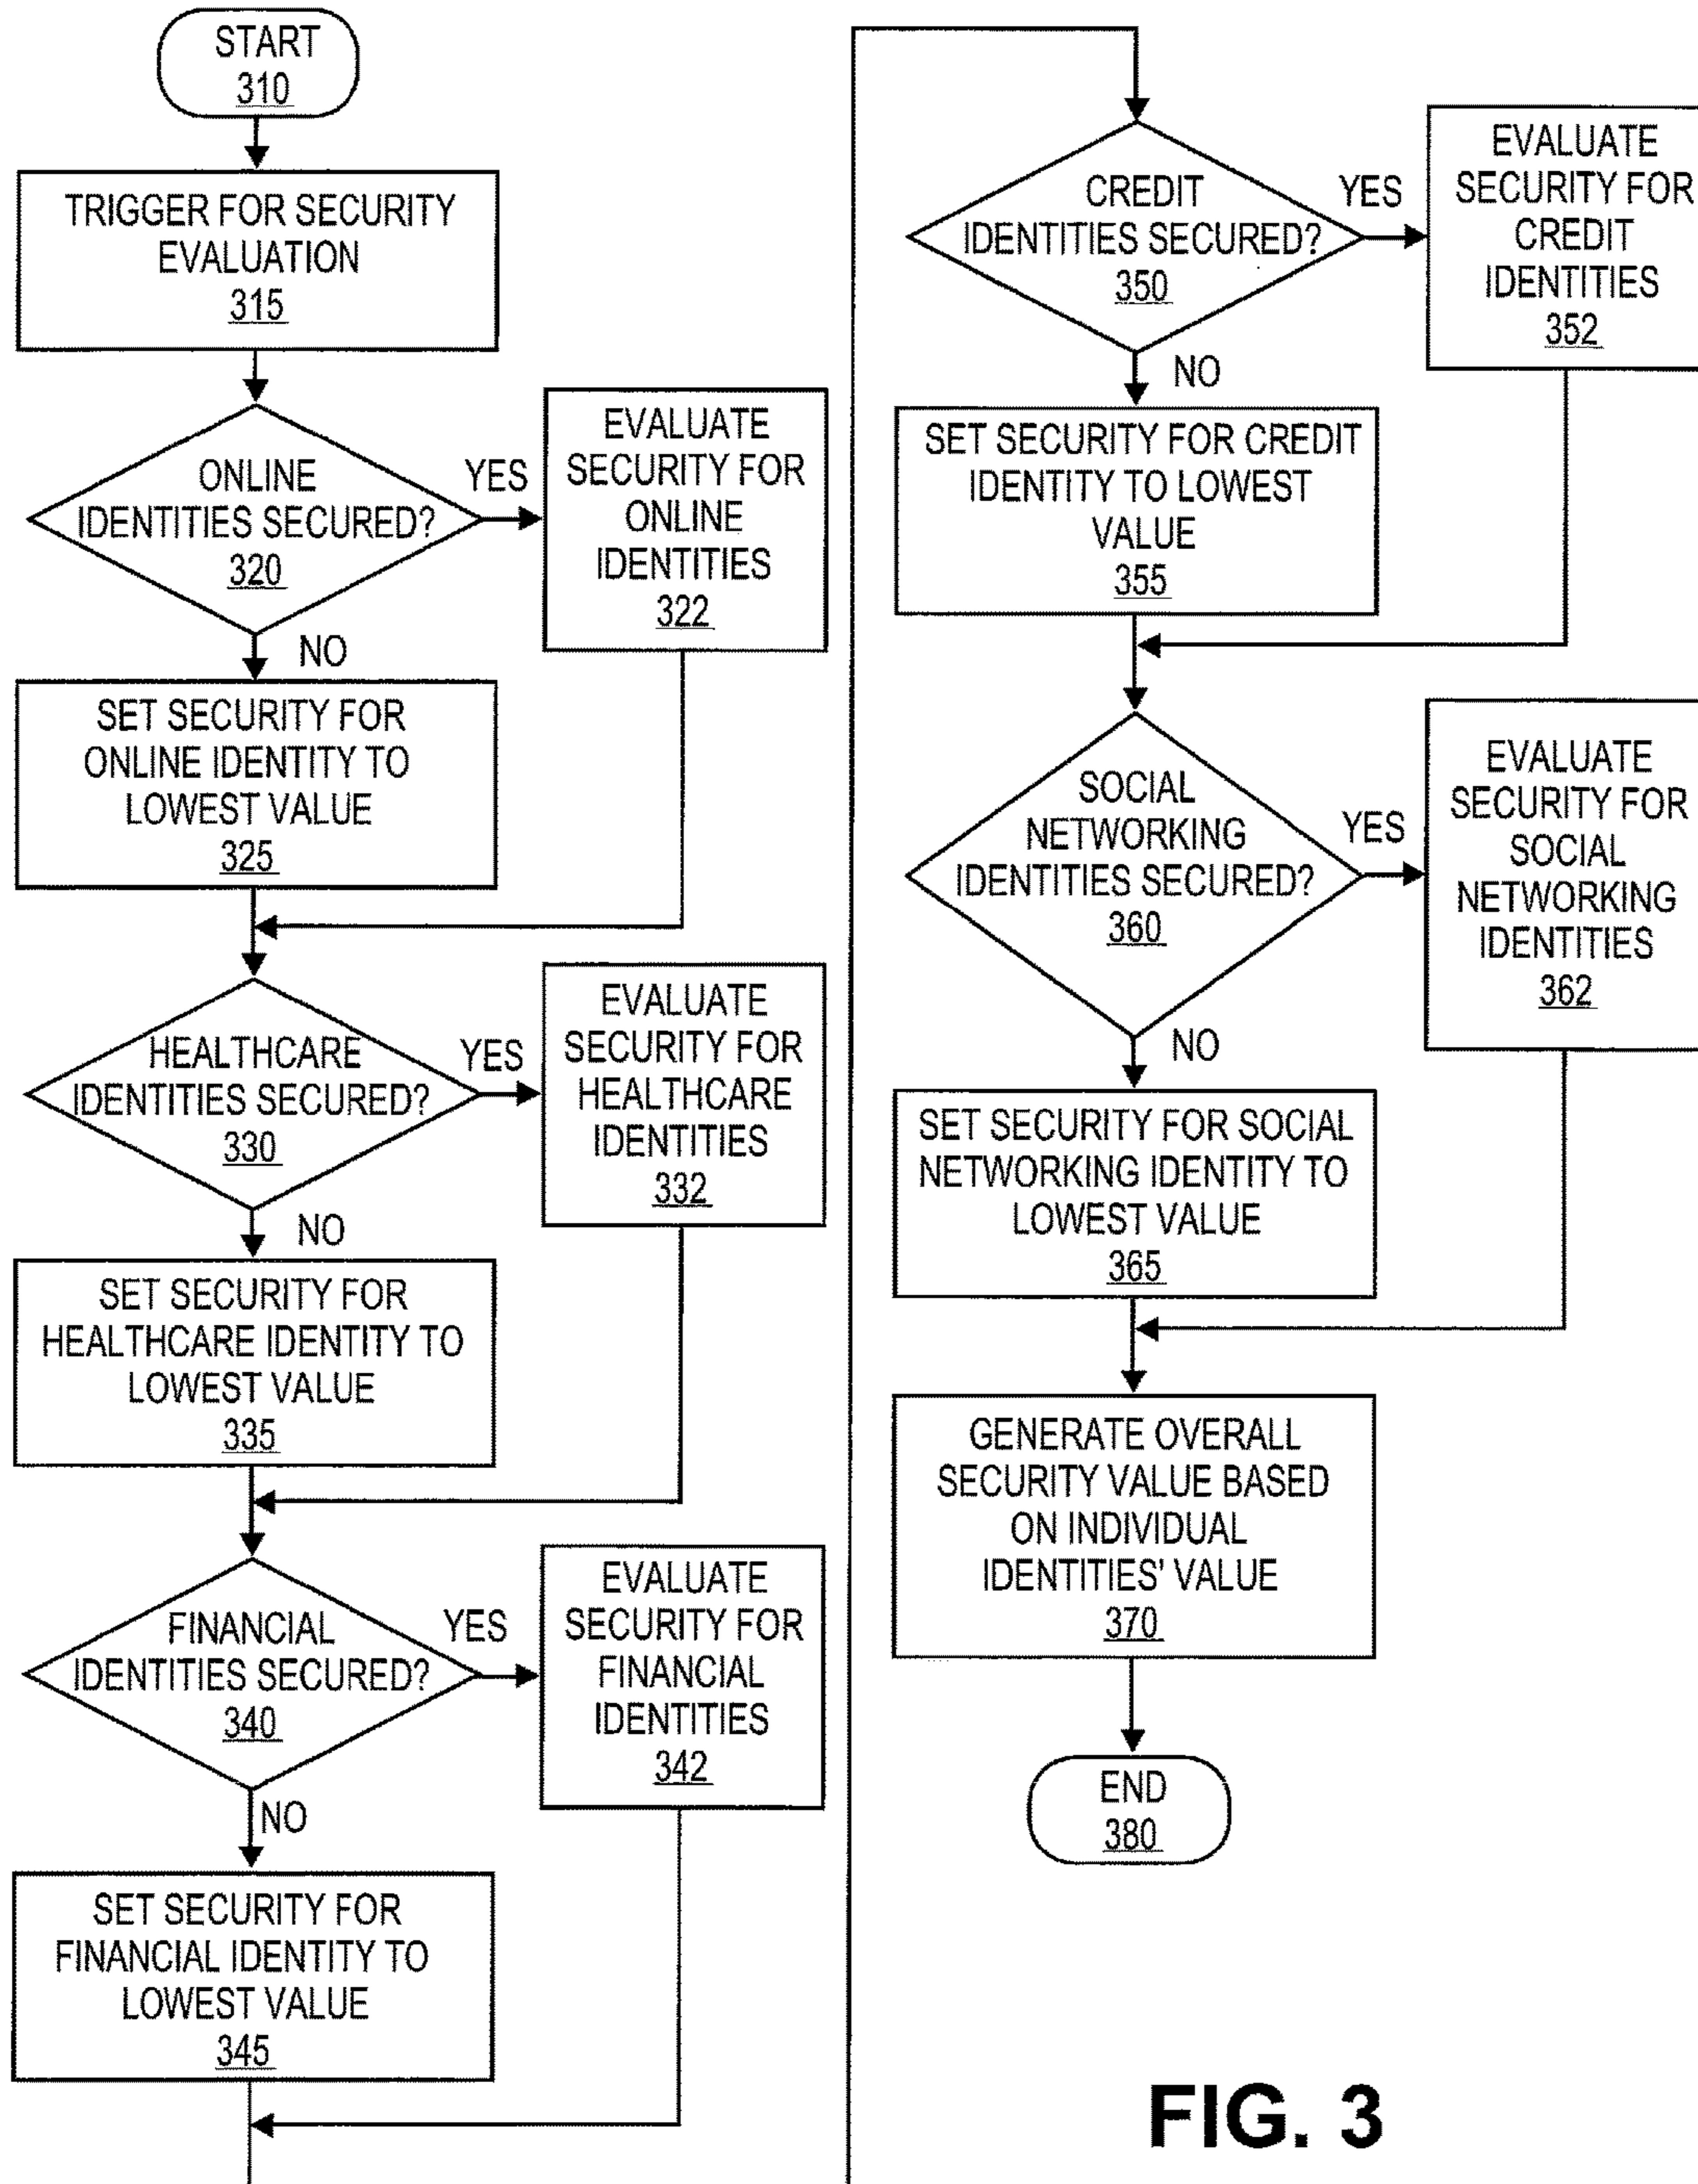 START
310
TRIGGER FOR SECURITY
EVALUATION
315
ONLINE
IDENTITIES SECURED?
320
YES
EVALUATE
SECURITY FOR
ONLINE
IDENTITIES
322
NO
SET SECURITY FOR
ONLINE IDENTITY TO
LOWEST VALUE
325
HEALTHCARE
IDENTITIES SECURED?
330
YES
EVALUATE
SECURITY FOR
HEALTHCARE
IDENTITIES
332
NO
SET SECURITY FOR
HEALTHCARE IDENTITY TO
LOWEST VALUE
335
FINANCIAL
IDENTITIES SECURED?
340
YES
EVALUATE
SECURITY FOR
FINANCIAL
IDENTITIES
342
NO
SET SECURITY FOR
FINANCIAL IDENTITY TO
LOWEST VALUE
345
CREDIT
IDENTITIES SECURED?
350
YES
EVALUATE
SECURITY FOR
CREDIT
IDENTITIES
352
NO
SET SECURITY FOR CREDIT
IDENTITY TO LOWEST
VALUE
355
SOCIAL
NETWORKING
IDENTITIES SECURED?
360
YES
EVALUATE
SECURITY FOR
SOCIAL
NETWORKING
IDENTITIES
362
NO
SET SECURITY FOR SOCIAL
NETWORKING IDENTITY TO
LOWEST VALUE
365
GENERATE OVERALL
SECURITY VALUE BASED
ON INDIVIDUAL
IDENTITIES' VALUE
370
END
380
FIG. 3